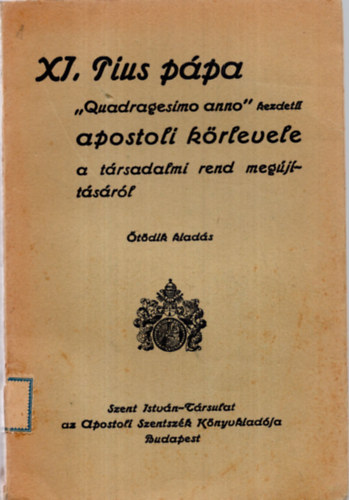 XI. Pius pápa
„Quadragesimo anno” kezdetű
apostoli körlevele
a társadalmi rend megújí-
tásáról
Ötödik kiadás
Szent István-Társulat
az Apostoli Szentszék Könyvkiadója
Budapest